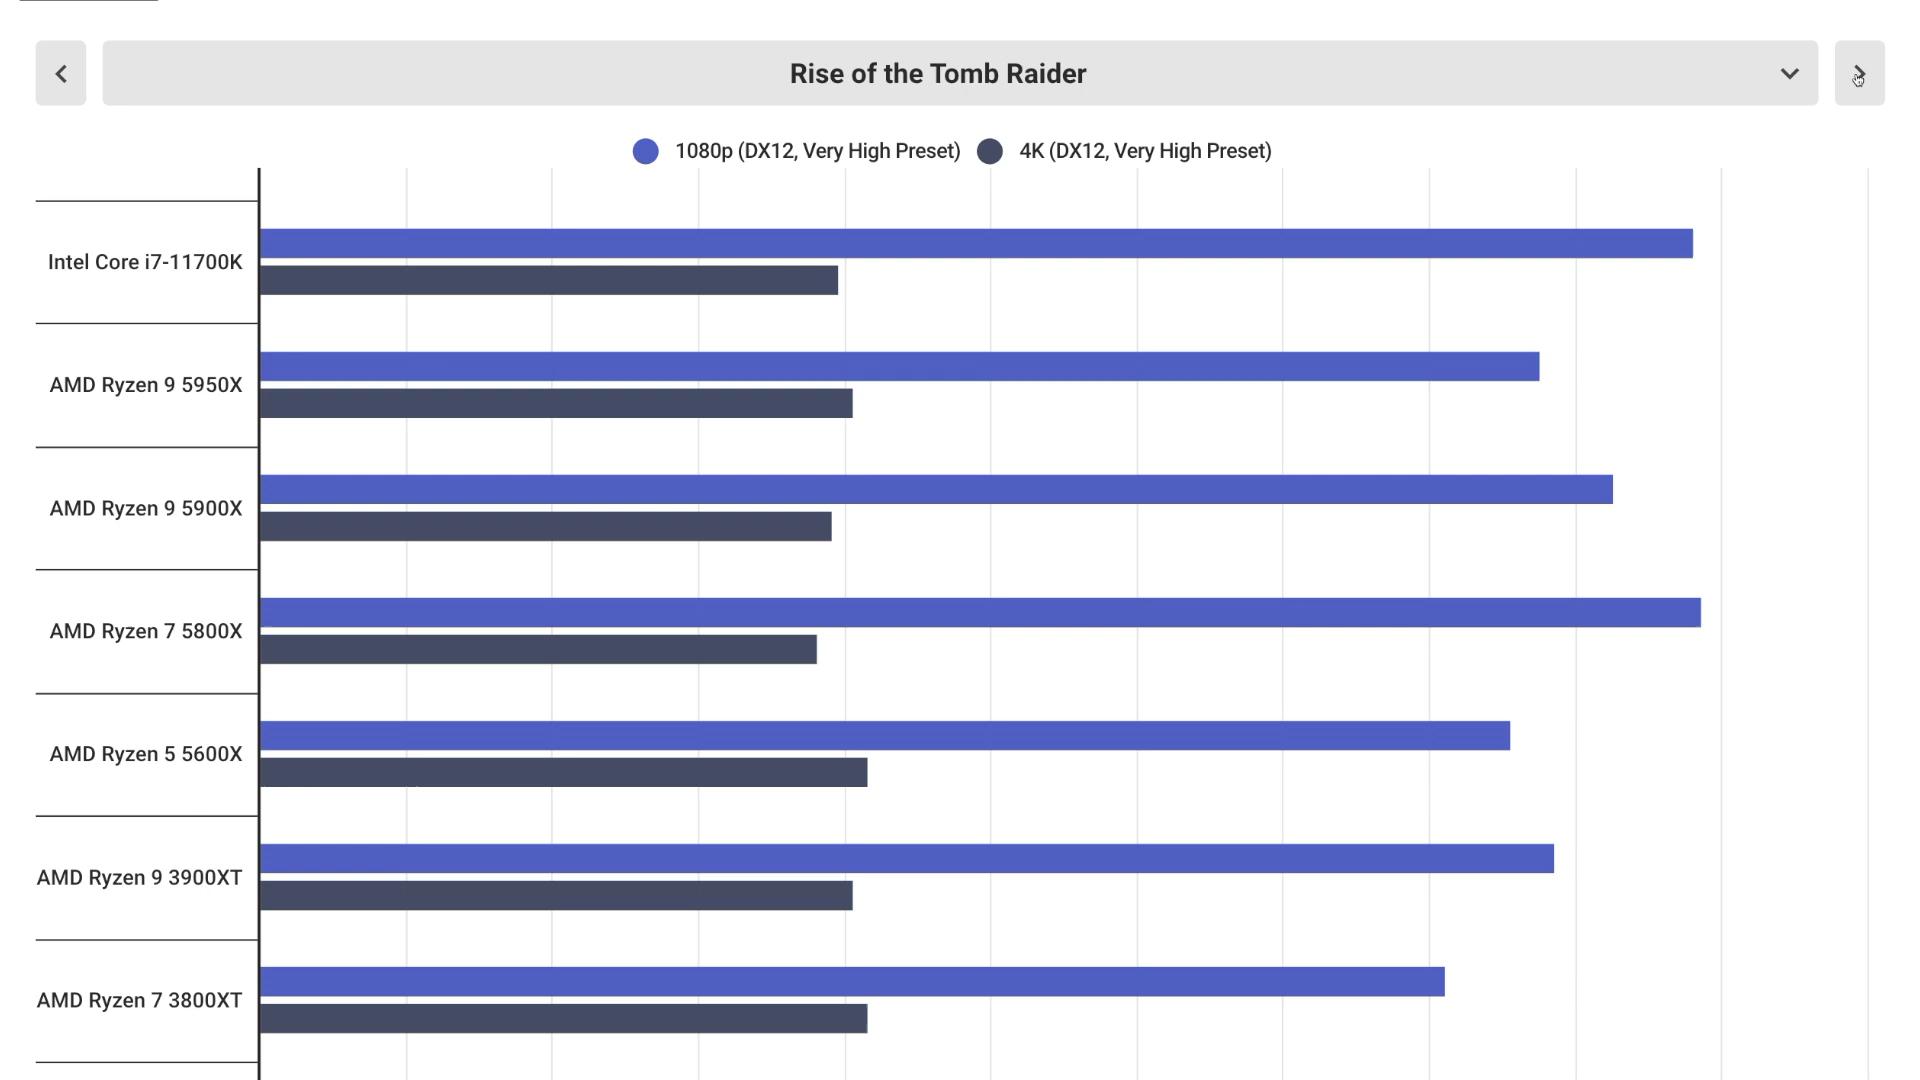 Rise of the Tomb Raider
1080p (DX12, Very High Preset) 4K (DX12, Very High Preset)
Intel Core i7-11700K
AMD Ryzen 9 5950X
AMD Ryzen 9 5900X
AMD Ryzen 7 5800X
AMD Ryzen 5 5600X
AMD Ryzen 9 3900XT
AMD Ryzen 7 3800XT